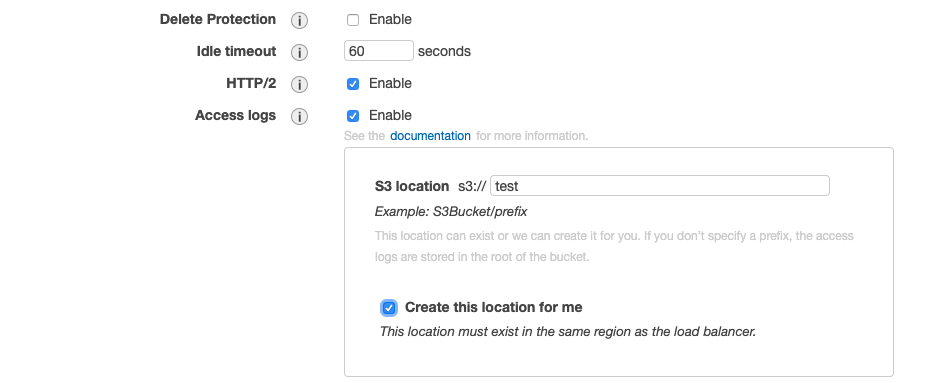 Delete Protection i Enable
Idle timeout i 60 seconds
HTTP/2 i Enable
Access logs i Enable
See the documentation for more information.
S3 location s3:// test
Example: S3Bucket/prefix
This location can exist or we can create it for you. If you don't specify a prefix, the access
logs are stored in the root of the bucket.
Create this location for me
This location must exist in the same region as the load balancer.